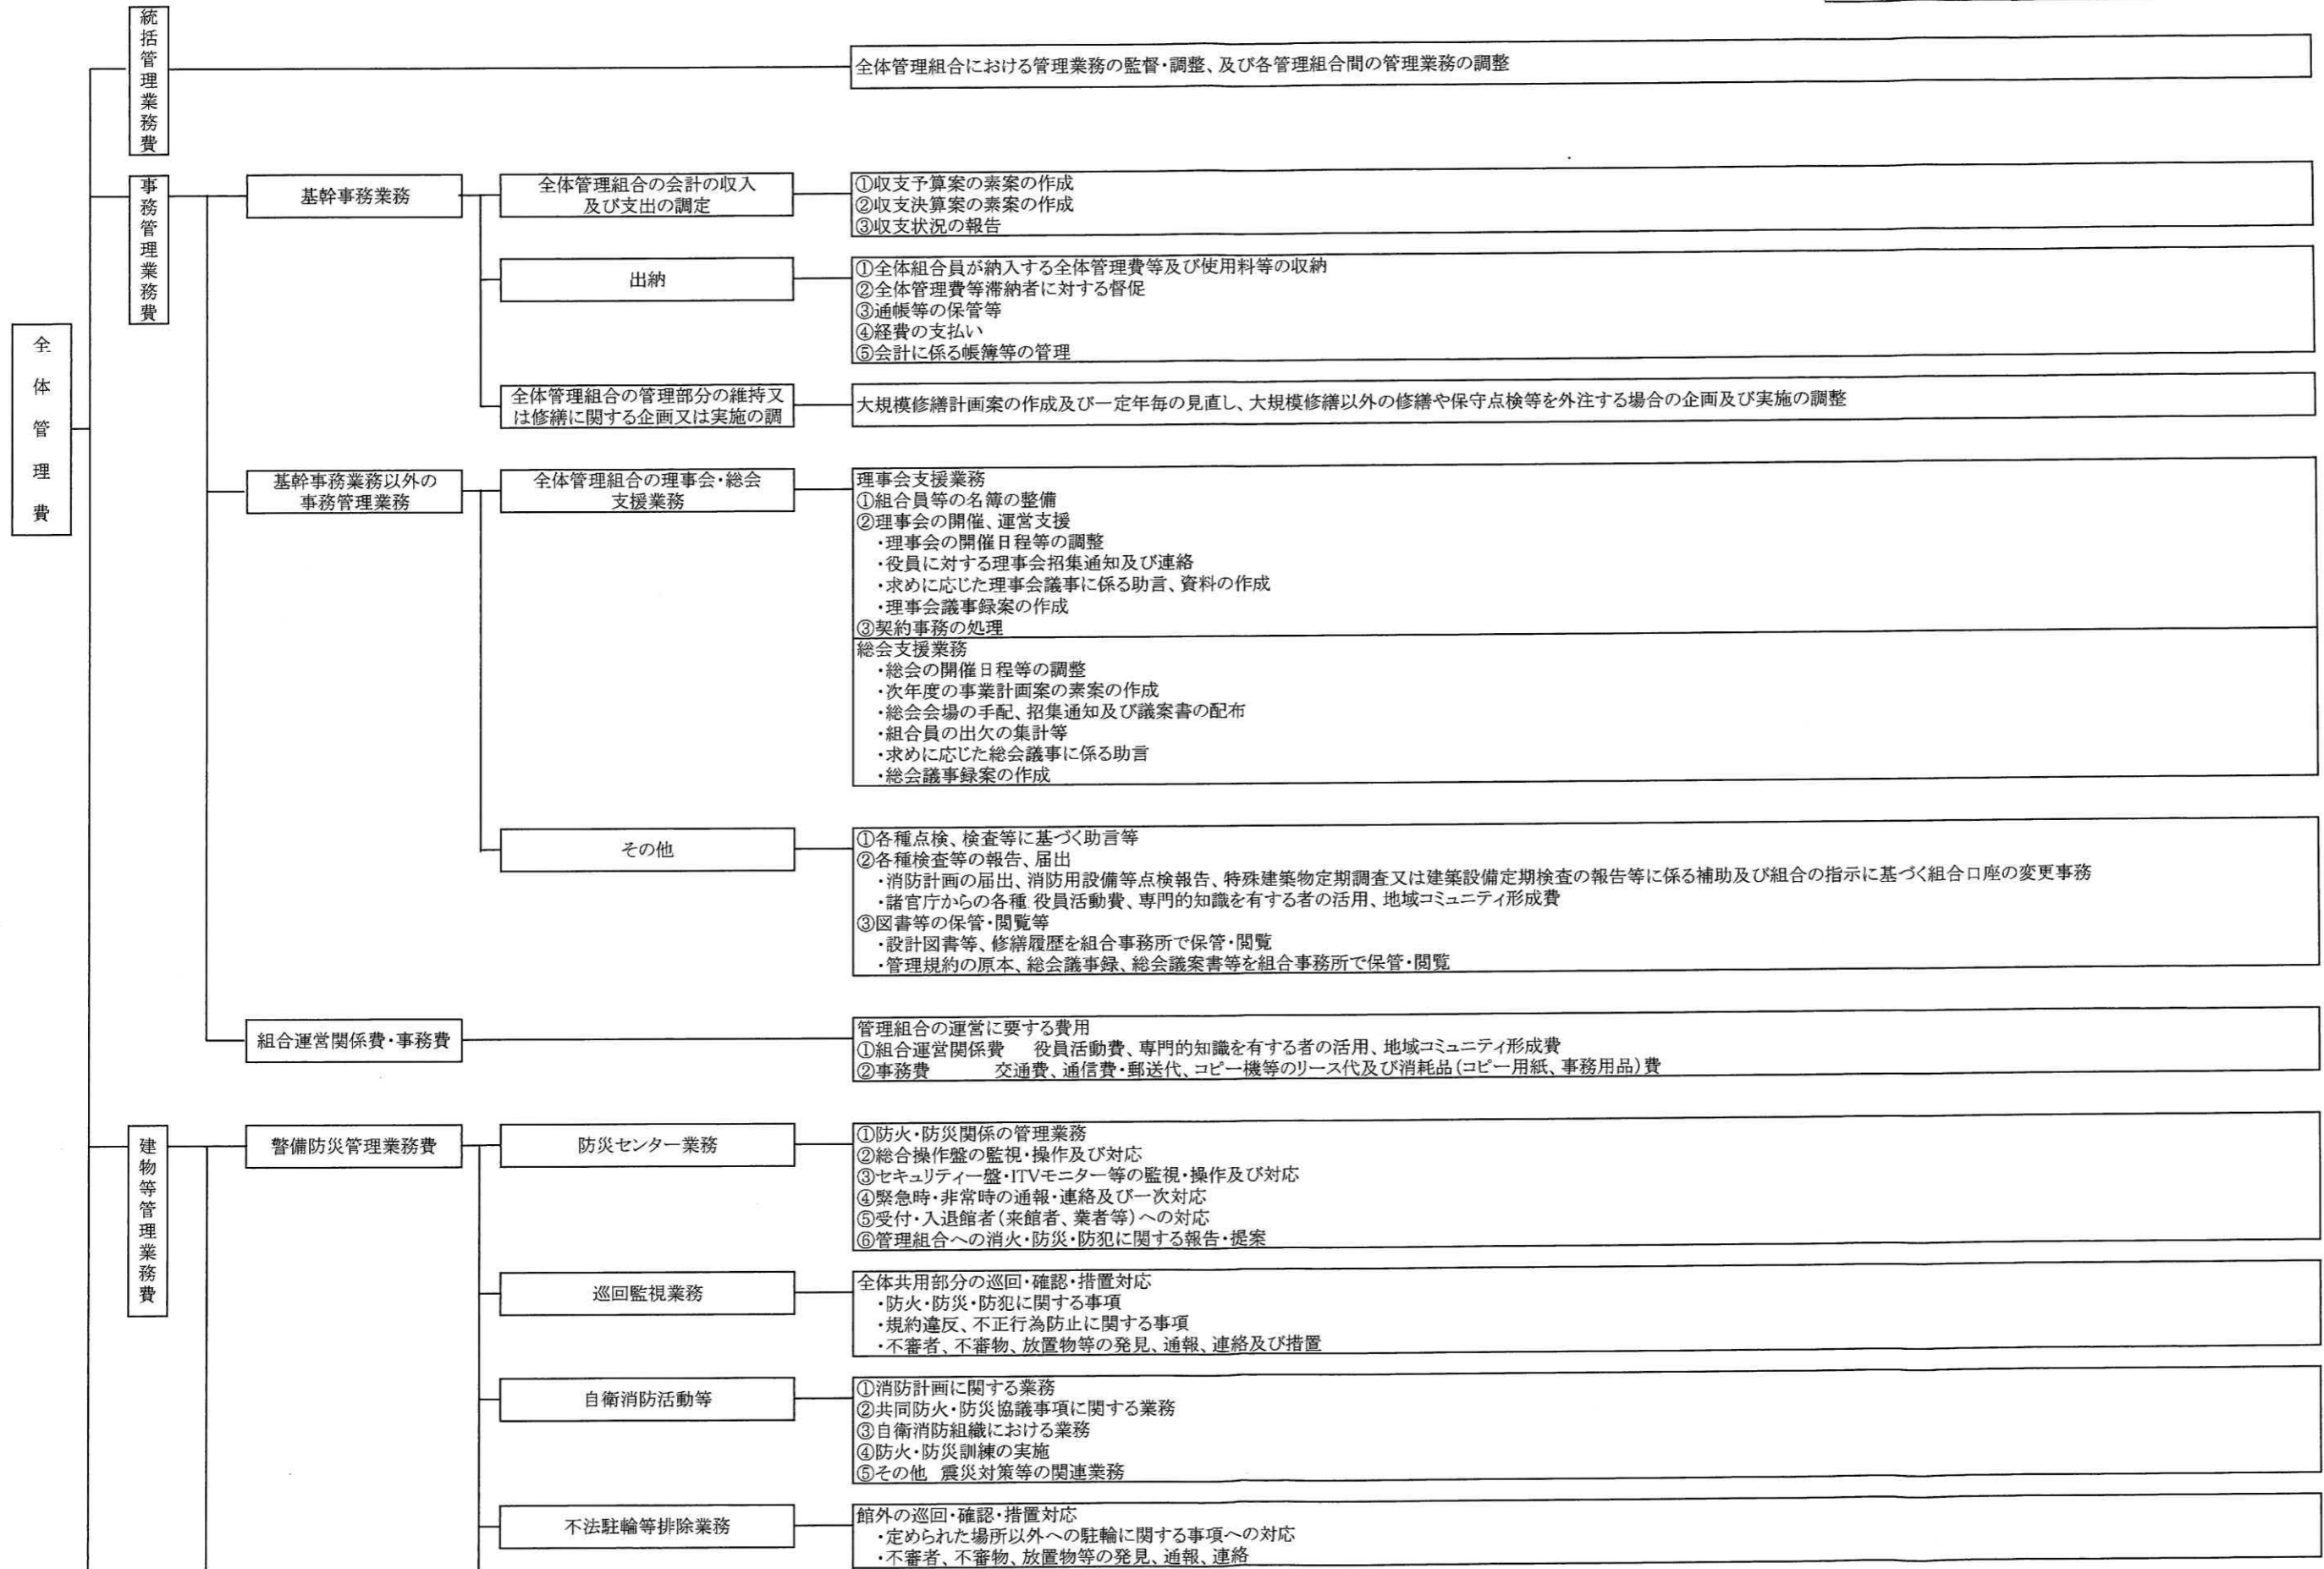 統括管理業務費
全体管理組合における管理業務の監督・調整、及び各管理組合間の管理業務の調整
全体管理費
事務管理業務費
基幹事務業務
全体管理組合の会計の収入
及び支出の調定
①収支予算案の素案の作成
②収支決算案の素案の作成
③収支状況の報告
出納
①全体組合員が納入する全体管理費等及び使用料等の収納
②全体管理費等滞納者に対する督促
③通帳等の保管等
④経費の支払い
⑤会計に係る帳簿等の管理
全体管理組合の管理部分の維持又
は修繕に関する企画又は実施の調
大規模修繕計画案の作成及び一定年毎の見直し、大規模修繕以外の修繕や保守点検等を外注する場合の企画及び実施の調整
基幹事務業務以外の
事務管理業務
全体管理組合の理事会・総会
支援業務
理事会支援業務
①組合員等の名簿の整備
②理事会の開催、運営支援
・理事会の開催日程等の調整
・役員に対する理事会招集通知及び連絡
・求めに応じた理事会議事に係る助言、資料の作成
・理事会議事録案の作成
③契約事務の処理
総会支援業務
・総会の開催日程等の調整
・次年度の事業計画案の素案の作成
・総会会場の手配、招集通知及び議案書の配布
・組合員の出欠の集計等
・求めに応じた総会議事に係る助言
・総会議事録案の作成
その他
①各種点検、検査等に基づく助言等
②各種検査等の報告、届出
・消防計画の届出、消防用設備等点検報告、特殊建築物定期調査又は建築設備定期検査の報告等に係る補助及び組合の指示に基づく組合口座の変更事務
・諸官庁からの各種 役員活動費、専門的知識を有する者の活用、地域コミュニティ形成費
③図書等の保管・閲覧等
・設計図書等、修繕履歴を組合事務所で保管・閲覧
・管理規約の原本、総会議事録、総会議案書等を組合事務所で保管・閲覧
組合運営関係費・事務費
管理組合の運営に要する費用
①組合運営関係費 役員活動費、専門的知識を有する者の活用、地域コミュニティ形成費
②事務費 交通費、通信費・郵送代、コピー機等のリース代及び消耗品(コピー用紙、事務用品)費
建物等管理業務費
警備防災管理業務費
防災センター業務
①防火・防災関係の管理業務
②総合操作盤の監視・操作及び対応
③セキュリティー盤・ITVモニター等の監視・操作及び対応
④緊急時・非常時の通報・連絡及び一次対応
⑤受付・入退館者(来館者、業者等)への対応
⑥管理組合への消火・防災・防犯に関する報告・提案
巡回監視業務
全体共用部分の巡回・確認・措置対応
・防火・防災・防犯に関する事項
・規約違反、不正行為防止に関する事項
・不審者、不審物、放置物等の発見、通報、連絡及び措置
自衛消防活動等
①消防計画に関する業務
②共同防火・防災協議事項に関する業務
③自衛消防組織における業務
④防火・防災訓練の実施
⑤その他 震災対策等の関連業務
不法駐輪等排除業務
館外の巡回・確認・措置対応
・定められた場所以外への駐輪に関する事項への対応
・不審者、不審物、放置物等の発見、通報、連絡